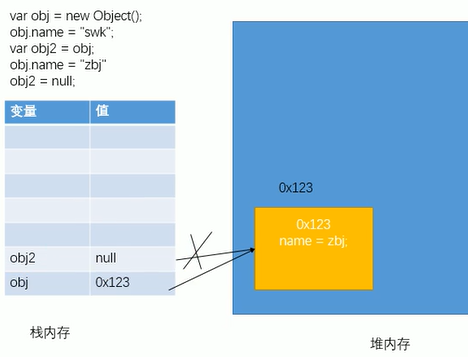 var obj = new Object();
obj.name = "swk";
var obj2 = obj;
obj.name = "zbj"
obj2 = null;
变量 值
obj2 null
obj 0x123
栈内存
0x123
0x123
name = zbj;
堆内存